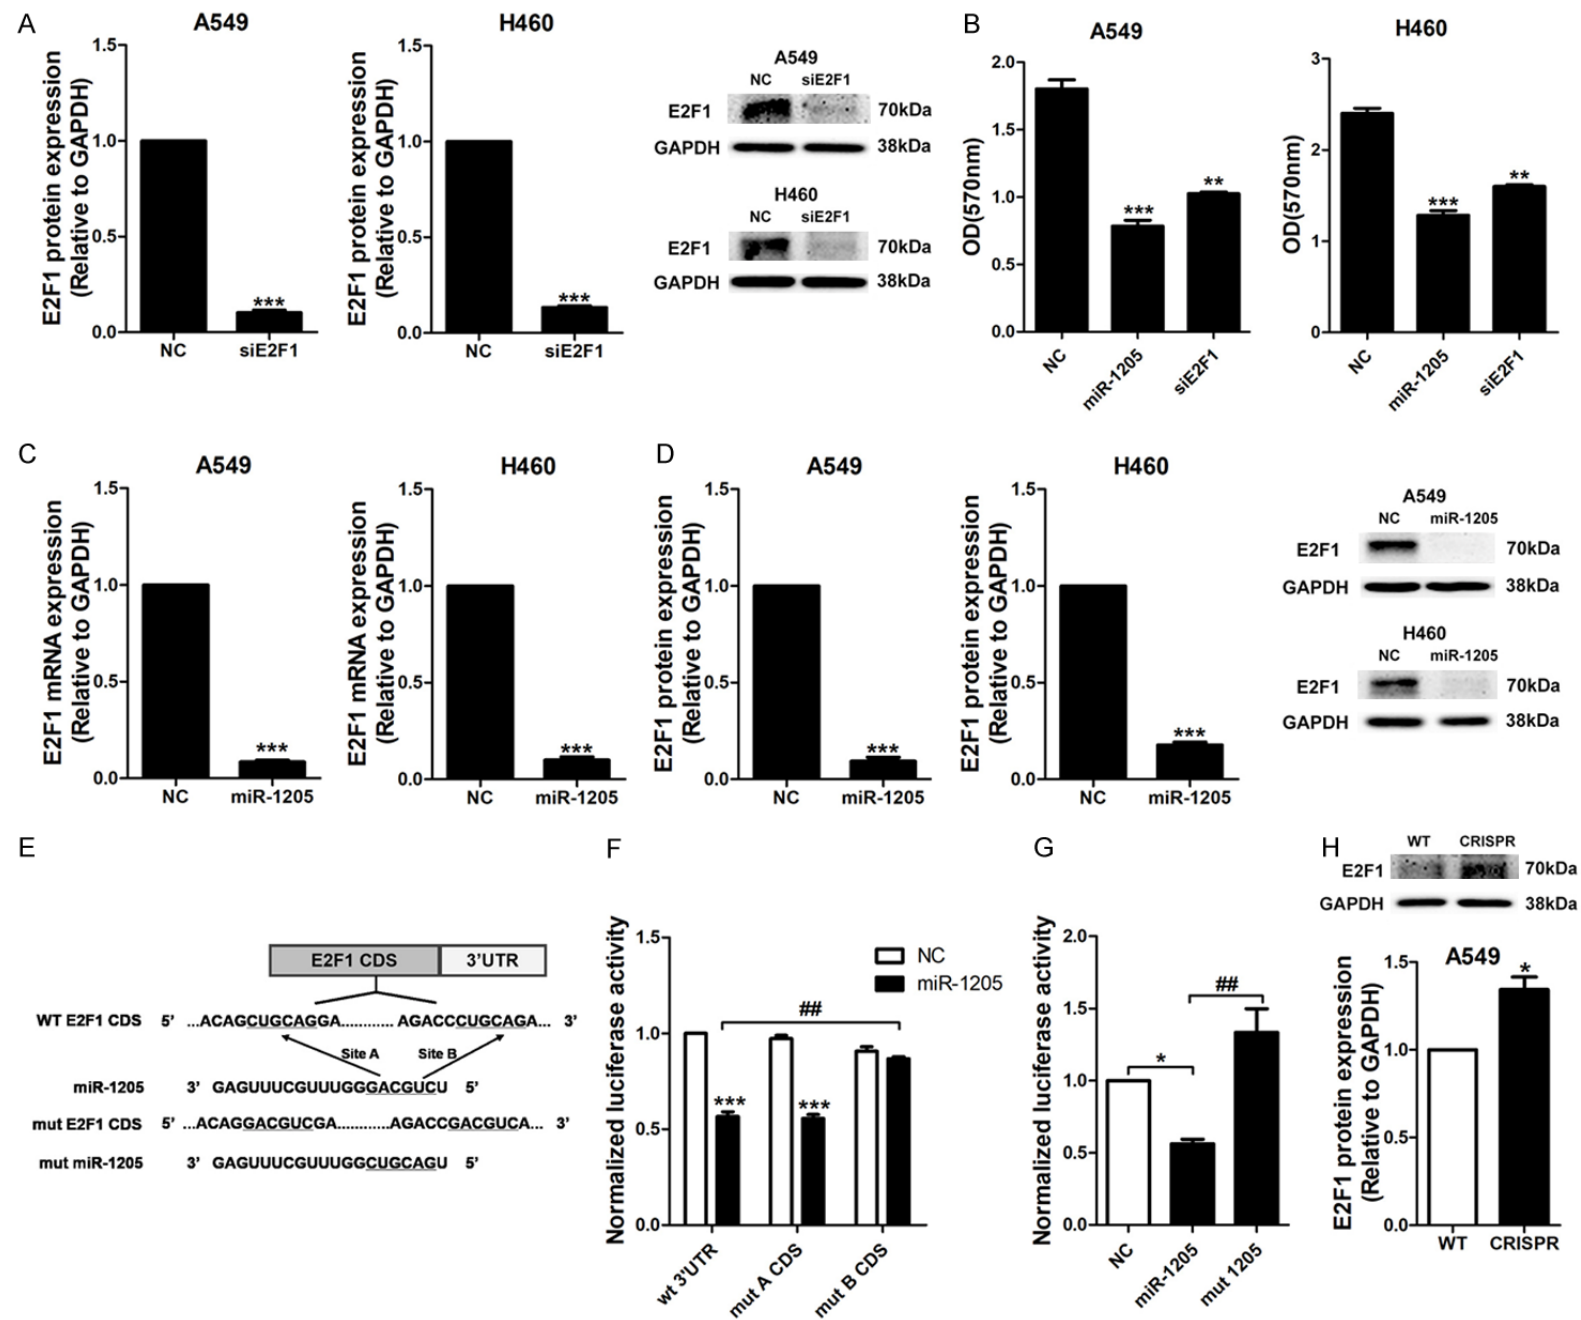 A
A549
E2F1 protein expression
(Relative to GAPDH)
1.5
1.0
0.5
0.0
***
NC
siE2F1
H460
E2F1 protein expression
(Relative to GAPDH)
1.5
1.0
0.5
0.0
***
NC
siE2F1
A549
NC siE2F1
E2F1 70kDa
GAPDH 38kDa
H460
NC siE2F1
E2F1 70kDa
GAPDH 38kDa
B
A549
OD(570nm)
2.0
1.5
1.0
0.5
0.0
***
**
NC
miR-1205
siE2F1
H460
OD(570nm)
3
2
1
0
***
**
NC
miR-1205
siE2F1
C
A549
E2F1 mRNA expression
(Relative to GAPDH)
1.5
1.0
0.5
0.0
***
NC
miR-1205
H460
E2F1 mRNA expression
(Relative to GAPDH)
1.5
1.0
0.5
0.0
***
NC
miR-1205
D
A549
E2F1 protein expression
(Relative to GAPDH)
1.5
1.0
0.5
0.0
***
NC
miR-1205
H460
E2F1 protein expression
(Relative to GAPDH)
1.5
1.0
0.5
0.0
***
NC
miR-1205
A549
NC miR-1205
E2F1 70kDa
GAPDH 38kDa
H460
NC miR-1205
E2F1 70kDa
GAPDH 38kDa
E
E2F1 CDS 3'UTR
WT E2F1 CDS 5' ...ACAGCUGCAGGA............ AGACCCUGCAGA... 3'
Site A Site B
miR-1205 3' GAGUUUCGUUUGGGACGUCU 5'
mut E2F1 CDS 5' ...ACAGGACGUCGA...........AGACCGACGUCA... 3'
mut miR-1205 3' GAGUUUCGUUUGGCUGCAGU 5'
F
Normalized luciferase activity
1.5
1.0
0.5
0.0
NC
miR-1205
##
***
***
wt 3'UTR
mut A CDS
mut B CDS
G
Normalized luciferase activity
2.0
1.5
1.0
0.5
0.0
*
##
NC
miR-1205
mut 1205
H
WT CRISPR
E2F1 70kDa
GAPDH 38kDa
A549
E2F1 protein expression
(Relative to GAPDH)
1.5
1.0
0.5
0.0
*
WT
CRISPR